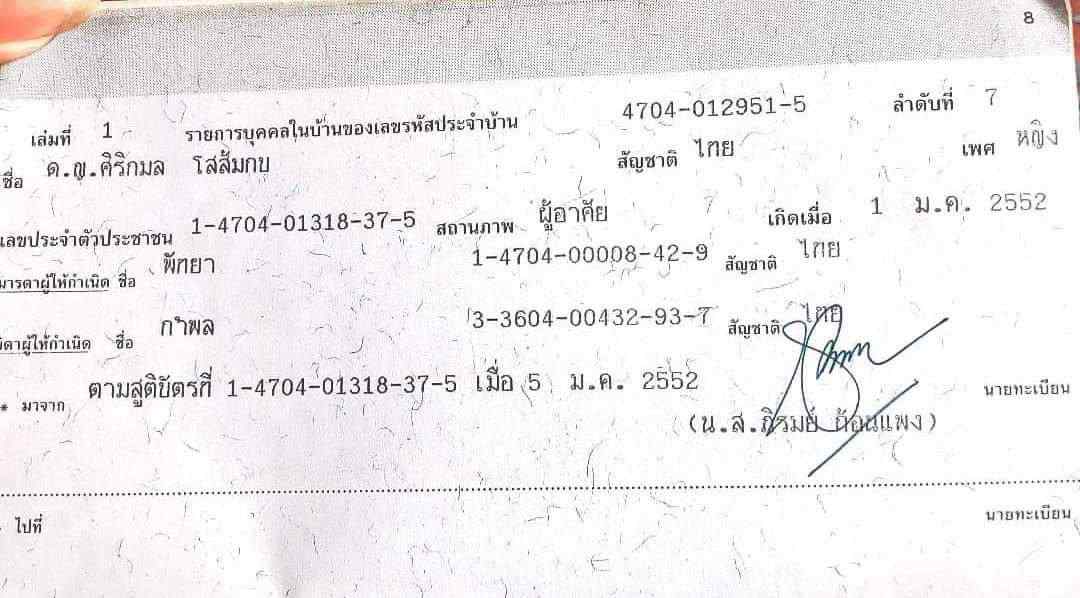 8
เล่มที่ 1 รายการบุคคลในบ้านของเลขรหัสประจำบ้าน 4704-012951-5 ลำดับที่ 7
ชื่อ ด.ญ.ศิริกมล โสสัมกบ สัญชาติ ไทย เพศ หญิง
เลขประจำตัวประชาชน 1-4704-01318-37-5 สถานภาพ ผู้อาศัย เกิดเมื่อ 1 ม.ค. 2552
มารดาผู้ให้กำเนิด ชื่อ พัทยา 1-4704-00008-42-9 สัญชาติ ไทย
บิดาผู้ให้กำเนิด ชื่อ กำพล 3-3604-00432-93-7 สัญชาติ ไทย
* มาจาก ตามสูติบัตรที่ 1-4704-01318-37-5 เมื่อ 5 ม.ค. 2552 นายทะเบียน
(น.ส.ภิรมย์ อ้อนแพง)
ไปที่ นายทะเบียน